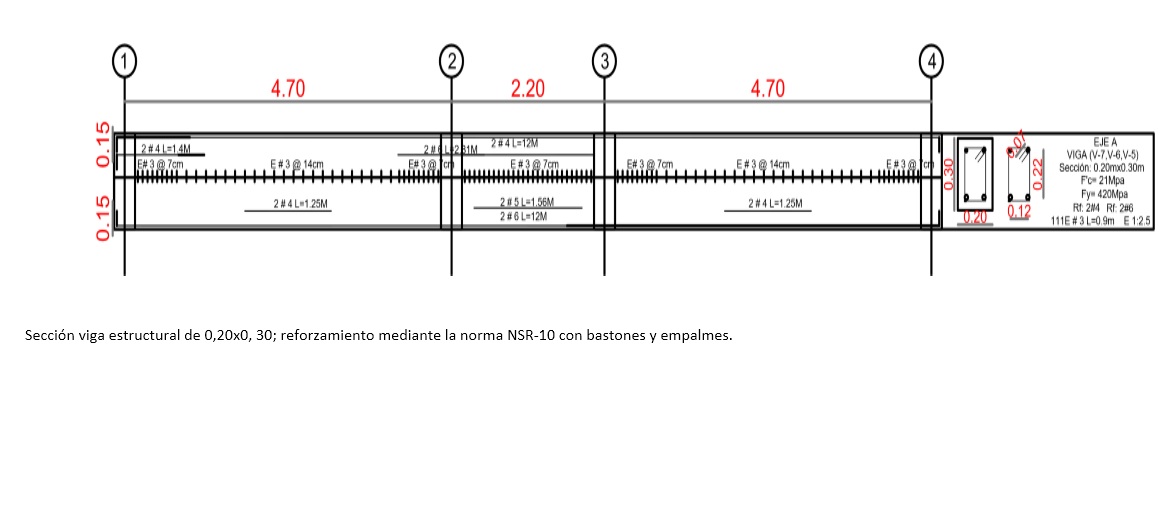 1
2
3
4
4.70
2.20
4.70
0.15
0.15
2 # 4 L=1.4M
2 # 6 L=2.81M
2 # 4 L=12M
E# 3 @ 7cm
E # 3 @ 14cm
E# 3 @ 7cm
E # 3 @ 7cm
E# 3 @ 7cm
E # 3 @ 14cm
E # 3 @ 7cm
2 # 4 L=1.25M
2 # 5 L=1.56M
2 # 6 L=12M
2 # 4 L=1.25M
0.30
0.20
0.22
0.12
EJE A
VIGA (V-7,V-6,V-5)
Sección: 0.20mx0.30m
F'c= 21Mpa
Fy= 420Mpa
Rf: 2#4 Rf: 2#6
111E # 3 L=0.9m E 1:2.5
Sección viga estructural de 0,20x0, 30; reforzamiento mediante la norma NSR-10 con bastones y empalmes.